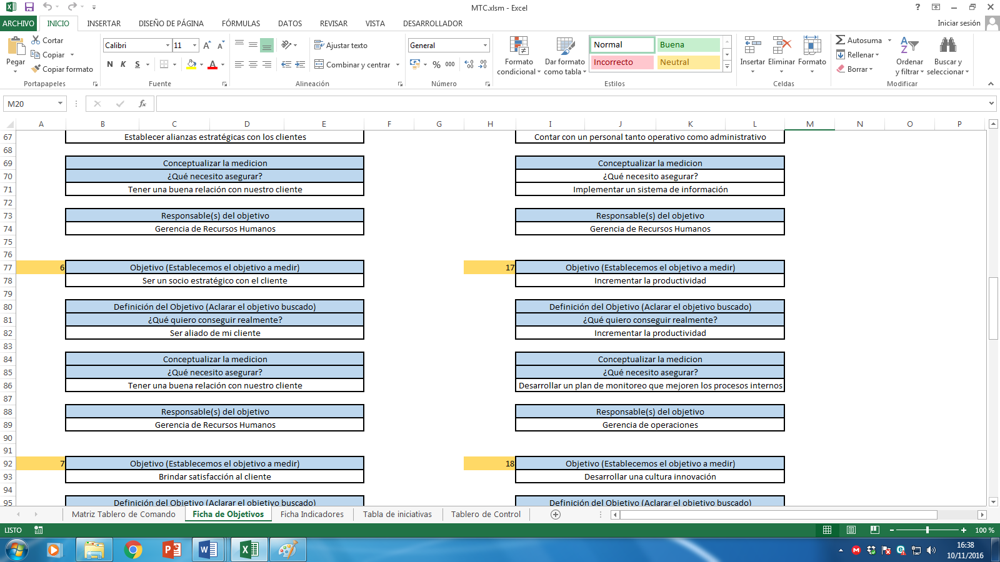 MTC.xlsm - Excel
ARCHIVO INICIO INSERTAR DISEÑO DE PÁGINA FÓRMULAS DATOS REVISAR VISTA DESARROLLADOR Iniciar sesión
Pegar
Cortar
Copiar
Copiar formato
Portapapeles
Calibri 11
N K S
Fuente
Ajustar texto
Combinar y centrar
Alineación
General
% 000
Número
Formato condicional
Dar formato como tabla
Normal Buena
Incorrecto Neutral
Estilos
Insertar Eliminar Formato
Celdas
Autosuma
Rellenar
Borrar
Ordenar y filtrar
Buscar y seleccionar
Modificar
M20 fx
A B C D E F G H I J K L M N O P
67 Establecer alianzas estratégicas con los clientes Contar con un personal tanto operativo como administrativo
68
69 Conceptualizar la medicion Conceptualizar la medicion
70 ¿Qué necesito asegurar? ¿Qué necesito asegurar?
71 Tener una buena relación con nuestro cliente Implementar un sistema de información
72
73 Responsable(s) del objetivo Responsable(s) del objetivo
74 Gerencia de Recursos Humanos Gerencia de Recursos Humanos
75
76
77 6 Objetivo (Establecemos el objetivo a medir) 17 Objetivo (Establecemos el objetivo a medir)
78 Ser un socio estratégico con el cliente Incrementar la productividad
79
80 Definición del Objetivo (Aclarar el objetivo buscado) Definición del Objetivo (Aclarar el objetivo buscado)
81 ¿Qué quiero conseguir realmente? ¿Qué quiero conseguir realmente?
82 Ser aliado de mi cliente Incrementar la productividad
83
84 Conceptualizar la medicion Conceptualizar la medicion
85 ¿Qué necesito asegurar? ¿Qué necesito asegurar?
86 Tener una buena relación con nuestro cliente Desarrollar un plan de monitoreo que mejoren los procesos internos
87
88 Responsable(s) del objetivo Responsable(s) del objetivo
89 Gerencia de Recursos Humanos Gerencia de operaciones
90
91
92 7 Objetivo (Establecemos el objetivo a medir) 18 Objetivo (Establecemos el objetivo a medir)
93 Brindar satisfacción al cliente Desarrollar una cultura innovación
94
95 Definición del Objetivo (Aclarar el objetivo buscado) Definición del Objetivo (Aclarar el objetivo buscado)
Matriz Tablero de Comando Ficha de Objetivos Ficha Indicadores Tabla de iniciativas Tablero de Control
LISTO 100 %
16:38
10/11/2016